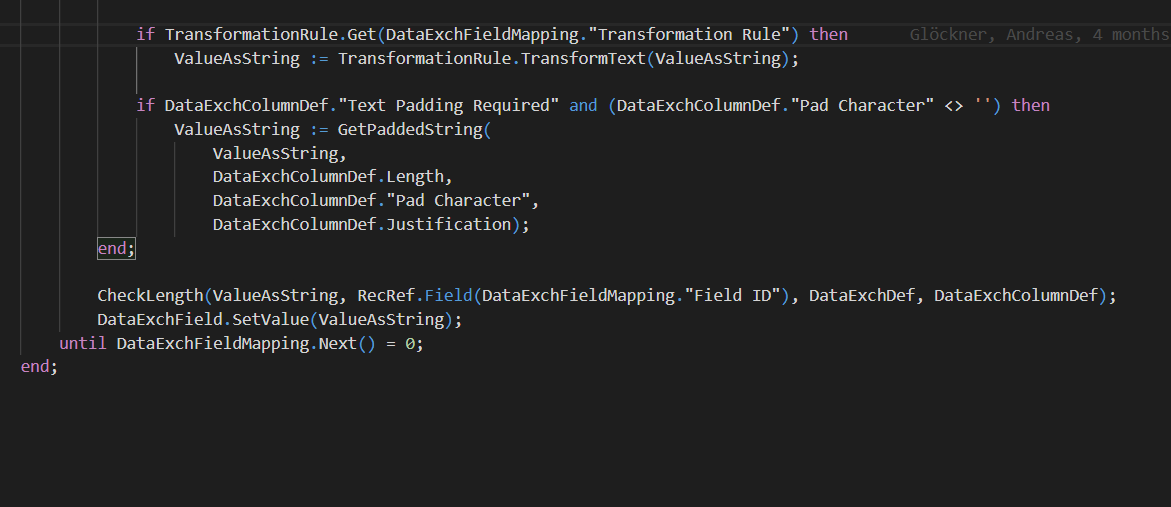 if TransformationRule.Get(DataExchFieldMapping."Transformation Rule") then Glöckner, Andreas, 4 months
ValueAsString := TransformationRule.TransformText(ValueAsString);
if DataExchColumnDef."Text Padding Required" and (DataExchColumnDef."Pad Character" <> '') then
ValueAsString := GetPaddedString(
ValueAsString,
DataExchColumnDef.Length,
DataExchColumnDef."Pad Character",
DataExchColumnDef.Justification);
end;
CheckLength(ValueAsString, RecRef.Field(DataExchFieldMapping."Field ID"), DataExchDef, DataExchColumnDef);
DataExchField.SetValue(ValueAsString);
until DataExchFieldMapping.Next() = 0;
end;